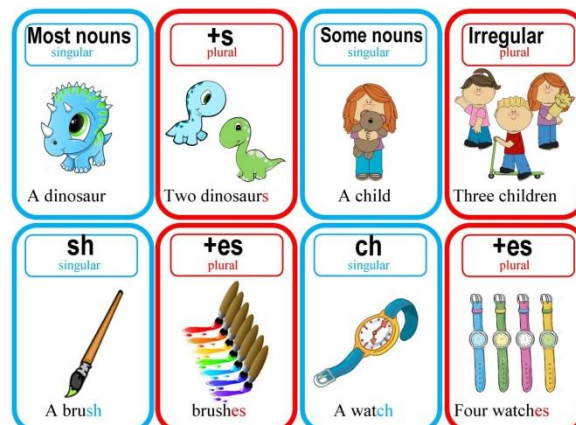 Most nouns
singular
A dinosaur
+s
plural
Two dinosaurs
Some nouns
singular
A child
Irregular
plural
Three children
sh
singular
A brush
+es
plural
brushes
ch
singular
A watch
+es
plural
Four watches